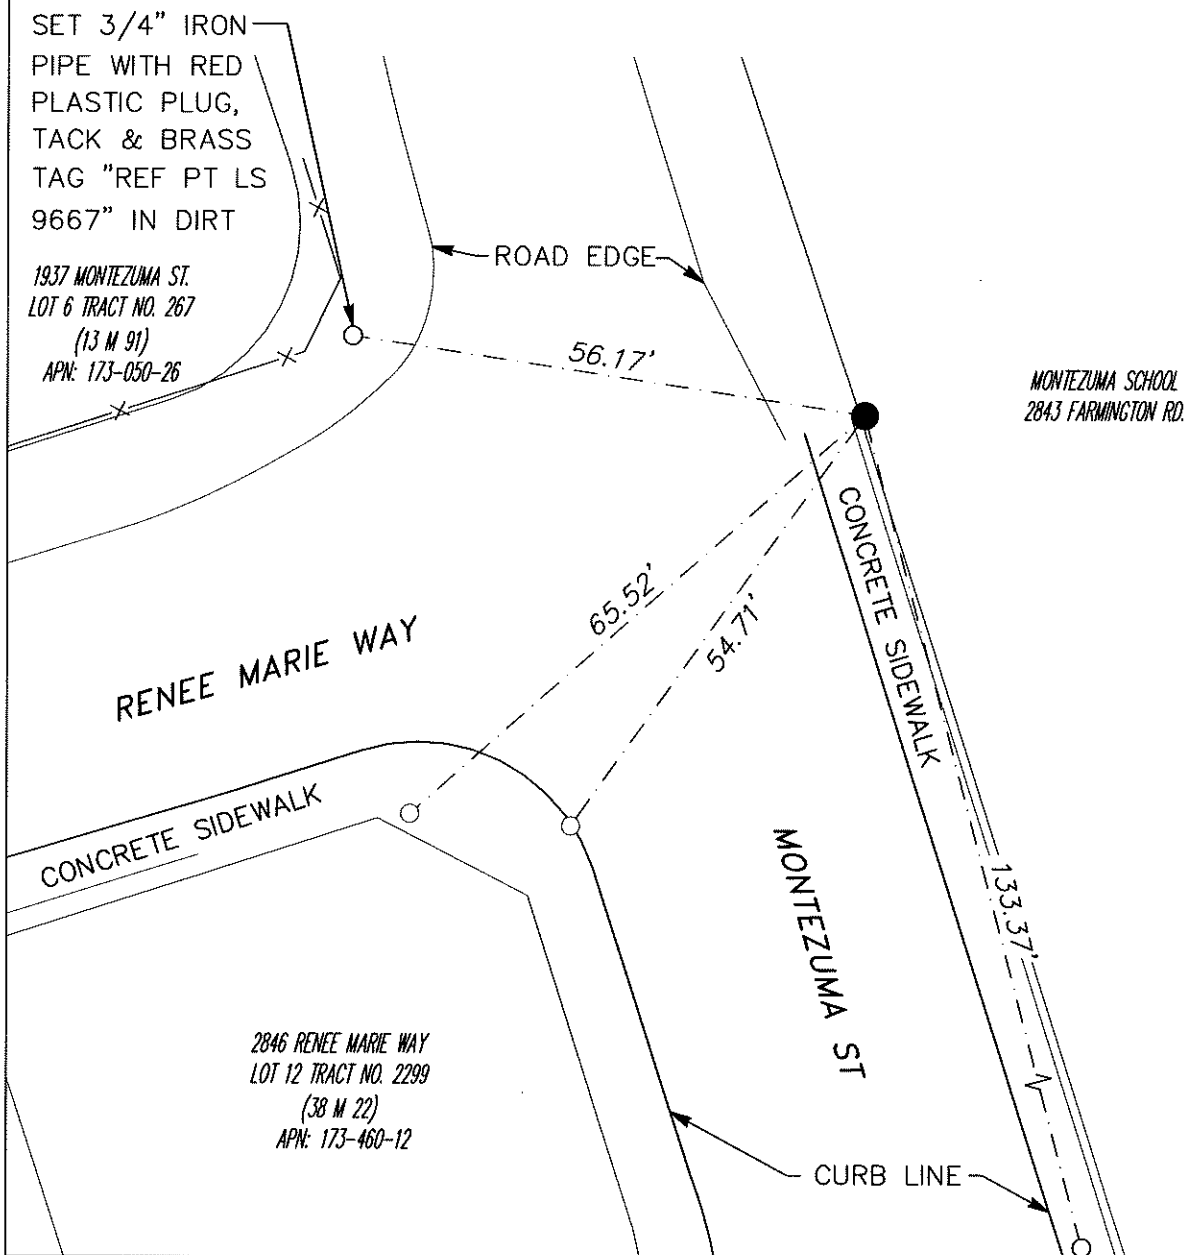 SET 3/4" IRON
PIPE WITH RED
PLASTIC PLUG,
TACK & BRASS
TAG "REF PT LS
9667" IN DIRT
1937 MONTEZUMA ST.
LOT 6 TRACT NO. 267
(13 M 91)
APN: 173-050-26
ROAD EDGE
56.17'
MONTEZUMA SCHOOL
2843 FARMINGTON RD.
CONCRETE SIDEWALK
65.52'
54.71'
RENEE MARIE WAY
CONCRETE SIDEWALK
MONTEZUMA ST
133.37'
2846 RENEE MARIE WAY
LOT 12 TRACT NO. 2299
(38 M 22)
APN: 173-460-12
CURB LINE